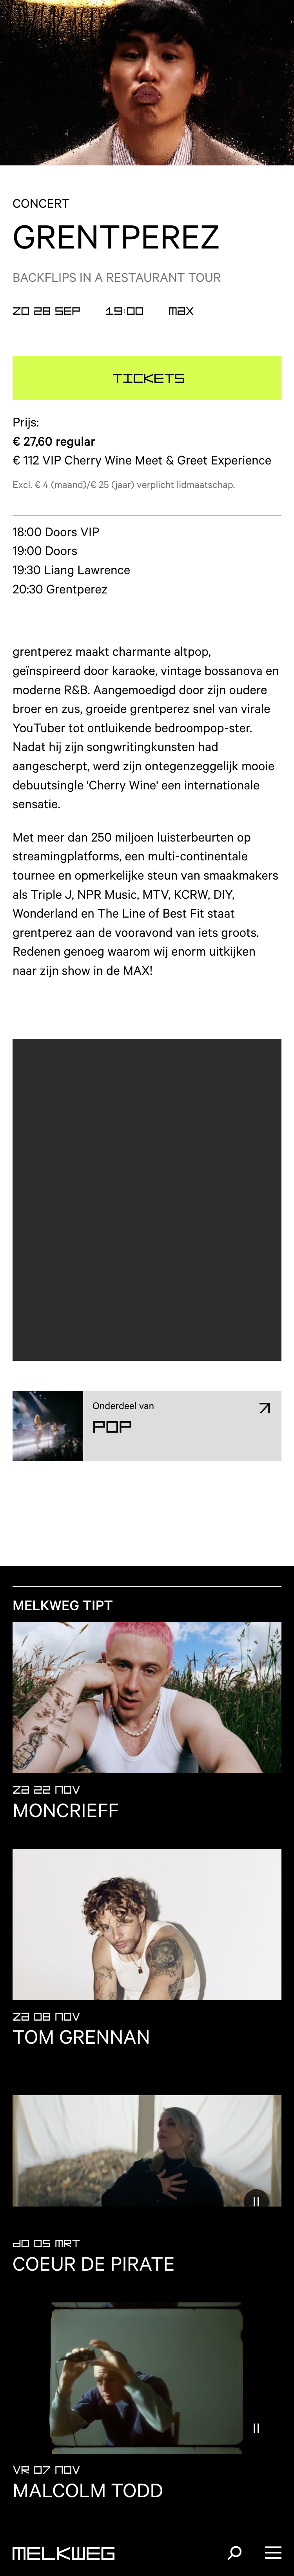 CONCERT
GRENTPEREZ
BACKFLIPS IN A RESTAURANT TOUR
ZO 28 SEP 19:00 MAX
TICKETS
Prijs:
€ 27,60 regular
€ 112 VIP Cherry Wine Meet & Greet Experience
Excl. € 4 (maand)/€ 25 (jaar) verplicht lidmaatschap.
18:00 Doors VIP
19:00 Doors
19:30 Liang Lawrence
20:30 Grentperez
grentperez maakt charmante altpop,
geïnspireerd door karaoke, vintage bossanova en
moderne R&B. Aangemoedigd door zijn oudere
broer en zus, groeide grentperez snel van virale
YouTuber tot ontluikende bedroompop-ster.
Nadat hij zijn songwritingkunsten had
aangescherpt, werd zijn ontegenzeggelijk mooie
debuutsingle 'Cherry Wine' een internationale
sensatie.
Met meer dan 250 miljoen luisterbeurten op
streamingplatforms, een multi-continentale
tournee en opmerkelijke steun van smaakmakers
als Triple J, NPR Music, MTV, KCRW, DIY,
Wonderland en The Line of Best Fit staat
grentperez aan de vooravond van iets groots.
Redenen genoeg waarom wij enorm uitkijken
naar zijn show in de MAX!
Onderdeel van
POP
MELKWEG TIPT
ZA 22 NOV
MONCRIEFF
ZA 08 NOV
TOM GRENNAN
DO 05 MRT
COEUR DE PIRATE
VR 07 NOV
MALCOLM TODD
MELKWEG